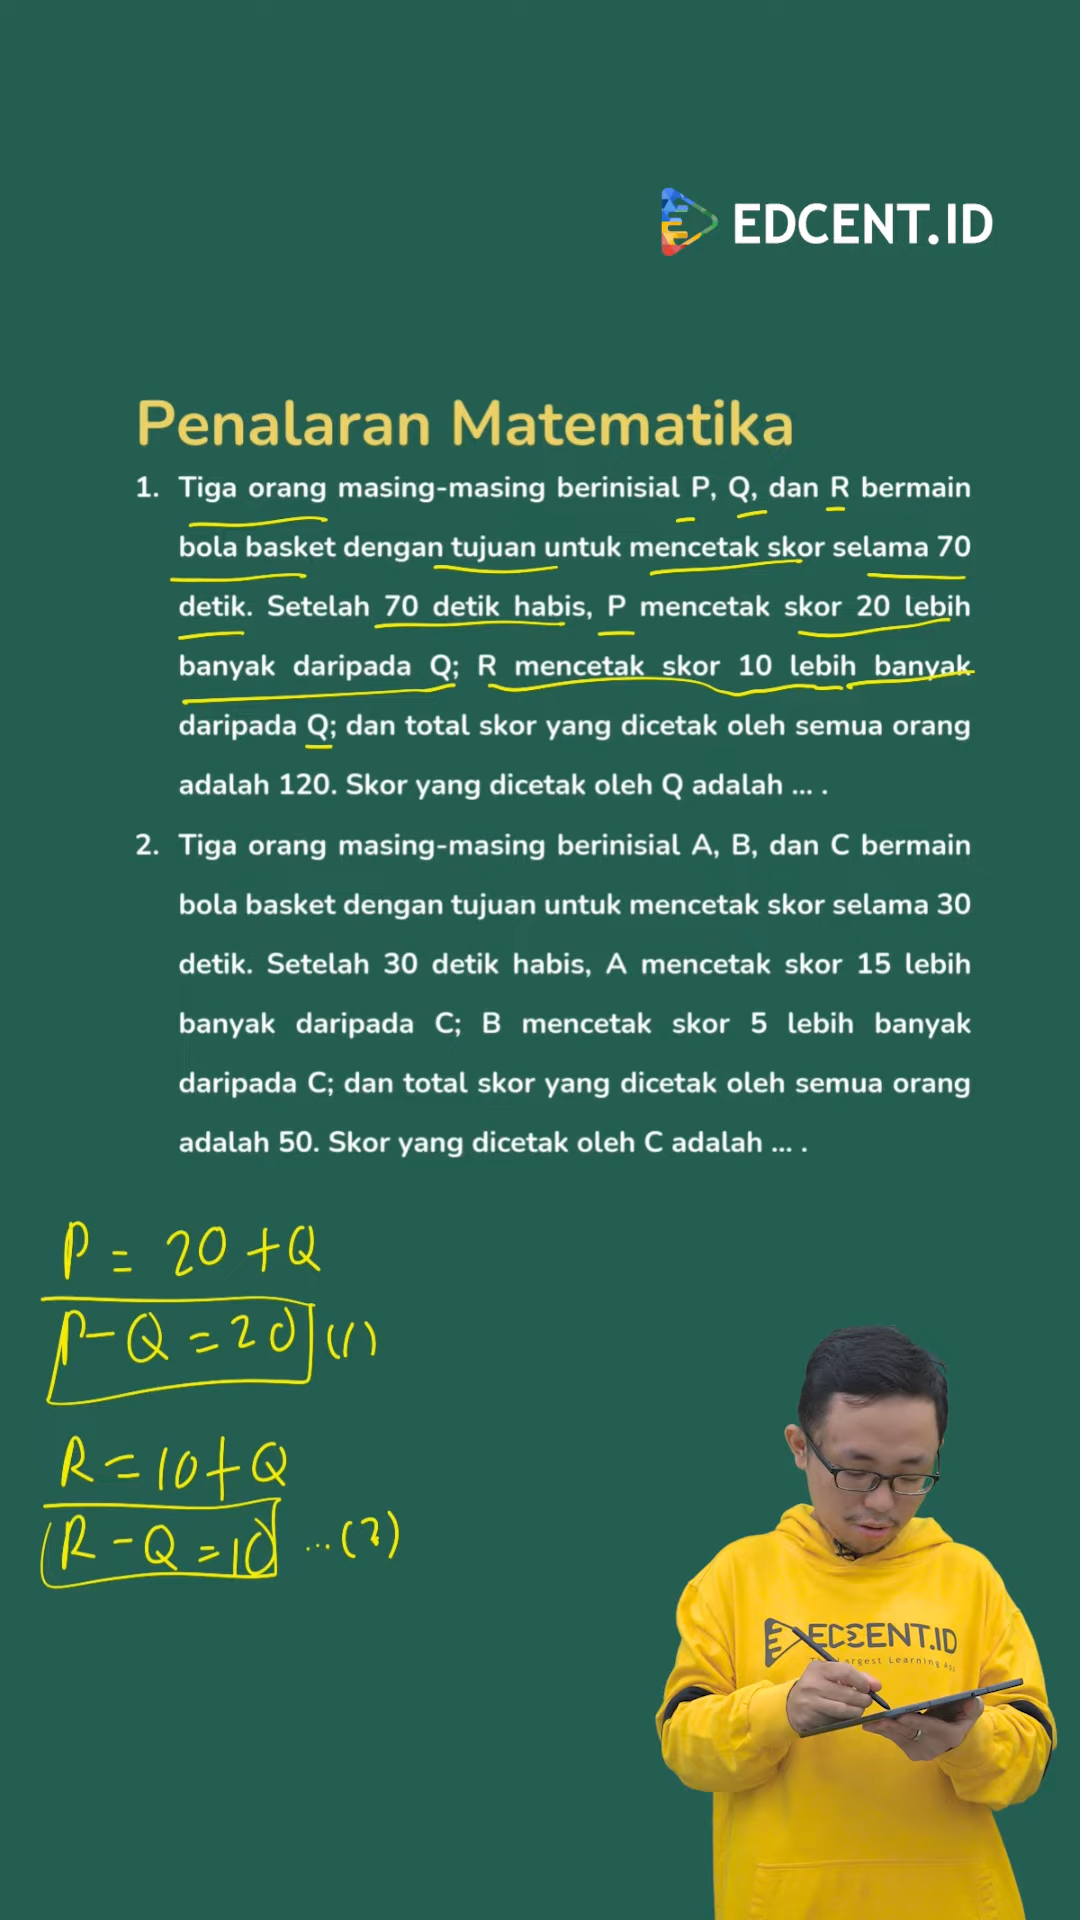 EDCENT.ID
Penalaran Matematika
1. Tiga orang masing-masing berinisial P, Q, dan R bermain
bola basket dengan tujuan untuk mencetak skor selama 70
detik. Setelah 70 detik habis, P mencetak skor 20 lebih
banyak daripada Q; R mencetak skor 10 lebih banyak
daripada Q; dan total skor yang dicetak oleh semua orang
adalah 120. Skor yang dicetak oleh Q adalah ... .
2. Tiga orang masing-masing berinisial A, B, dan C bermain
bola basket dengan tujuan untuk mencetak skor selama 30
detik. Setelah 30 detik habis, A mencetak skor 15 lebih
banyak daripada C; B mencetak skor 5 lebih banyak
daripada C; dan total skor yang dicetak oleh semua orang
adalah 50. Skor yang dicetak oleh C adalah ... .
P = 20 + Q
P - Q = 20 (1)
R = 10 + Q
R - Q = 10 ... (2)
EDCENT.ID
Largest Learning